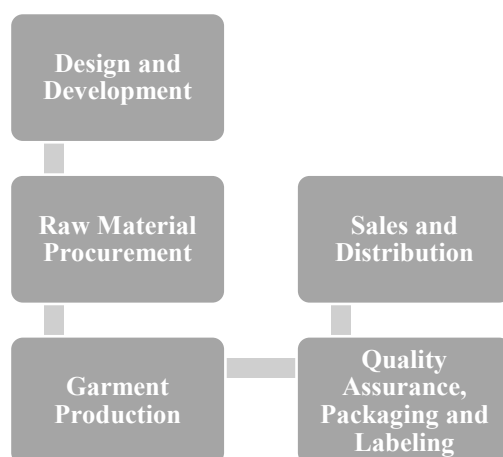 Design and
Development
Raw Material
Procurement
Garment
Production
Quality
Assurance,
Packaging and
Labeling
Sales and
Distribution